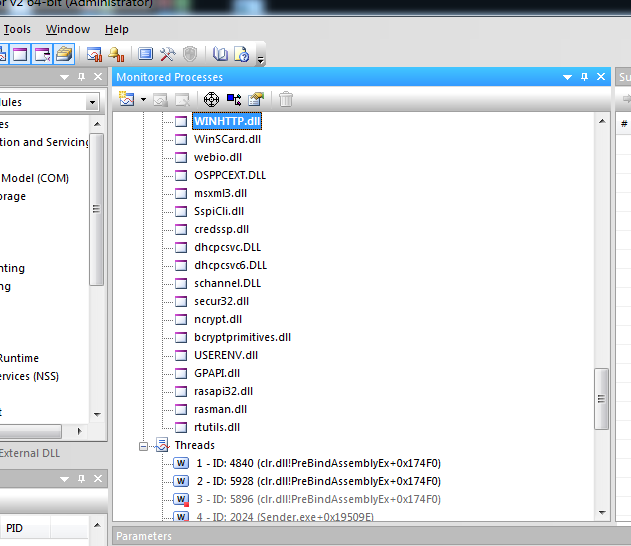 or v2 64-bit (Administrator)
Tools Window Help
Monitored Processes
Su
#
dules
es
tion and Servicing
Model (COM)
orage
nting
ng
Runtime
ervices (NSS)
t
External DLL
PID
WINHTTP.dll
WinSCard.dll
webio.dll
OSPPCEXT.DLL
msxml3.dll
SspiCli.dll
credssp.dll
dhcpcsvc.DLL
dhcpcsvc6.DLL
schannel.DLL
secur32.dll
ncrypt.dll
bcryptprimitives.dll
USERENV.dll
GPAPI.dll
rasapi32.dll
rasman.dll
rtutils.dll
Threads
1 - ID: 4840 (clr.dll!PreBindAssemblyEx+0x174F0)
2 - ID: 5928 (clr.dll!PreBindAssemblyEx+0x174F0)
3 - ID: 5896 (clr.dll!PreBindAssemblyEx+0x174F0)
4 - ID: 2024 (Sender.exe+0x19509E)
Parameters